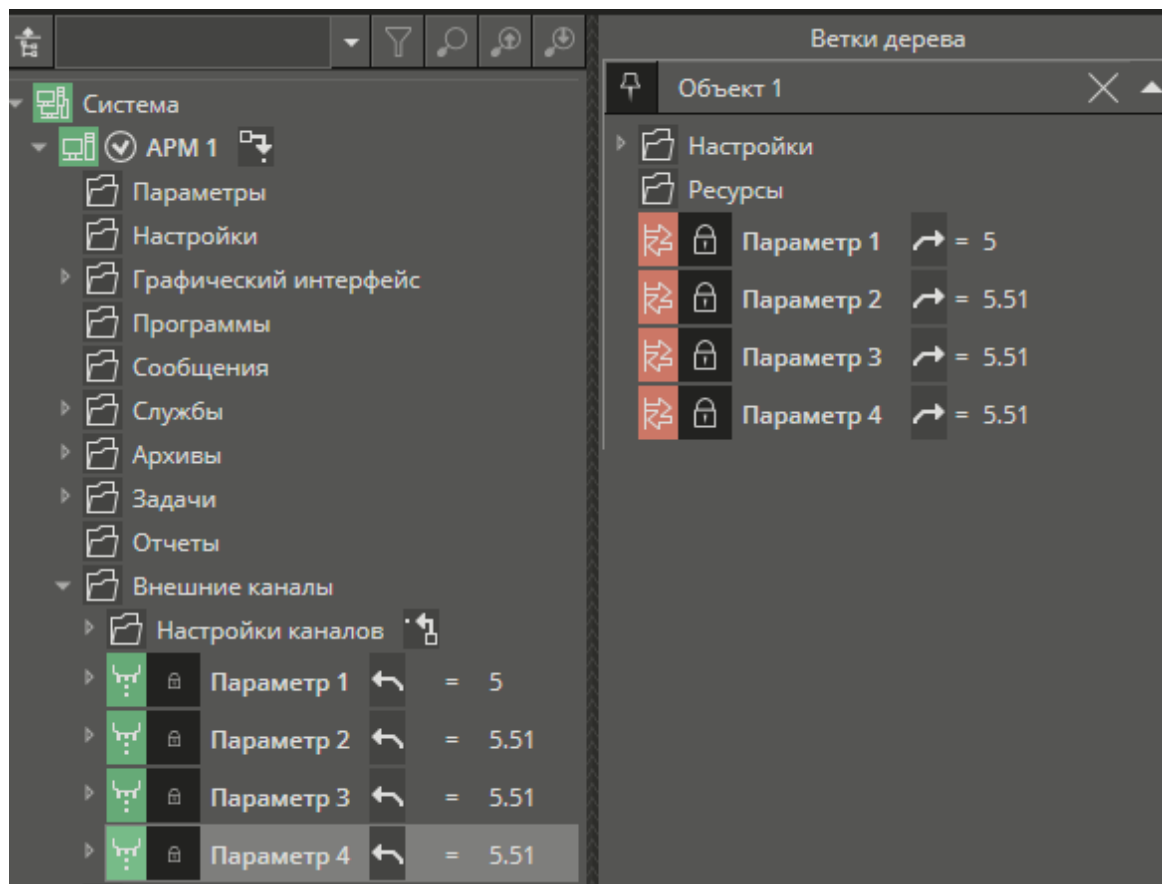 Система
АРМ 1
Параметры
Настройки
Графический интерфейс
Программы
Сообщения
Службы
Архивы
Задачи
Отчеты
Внешние каналы
Настройки каналов
Параметр 1 = 5
Параметр 2 = 5.51
Параметр 3 = 5.51
Параметр 4 = 5.51
Ветки дерева
Объект 1
Настройки
Ресурсы
Параметр 1 = 5
Параметр 2 = 5.51
Параметр 3 = 5.51
Параметр 4 = 5.51